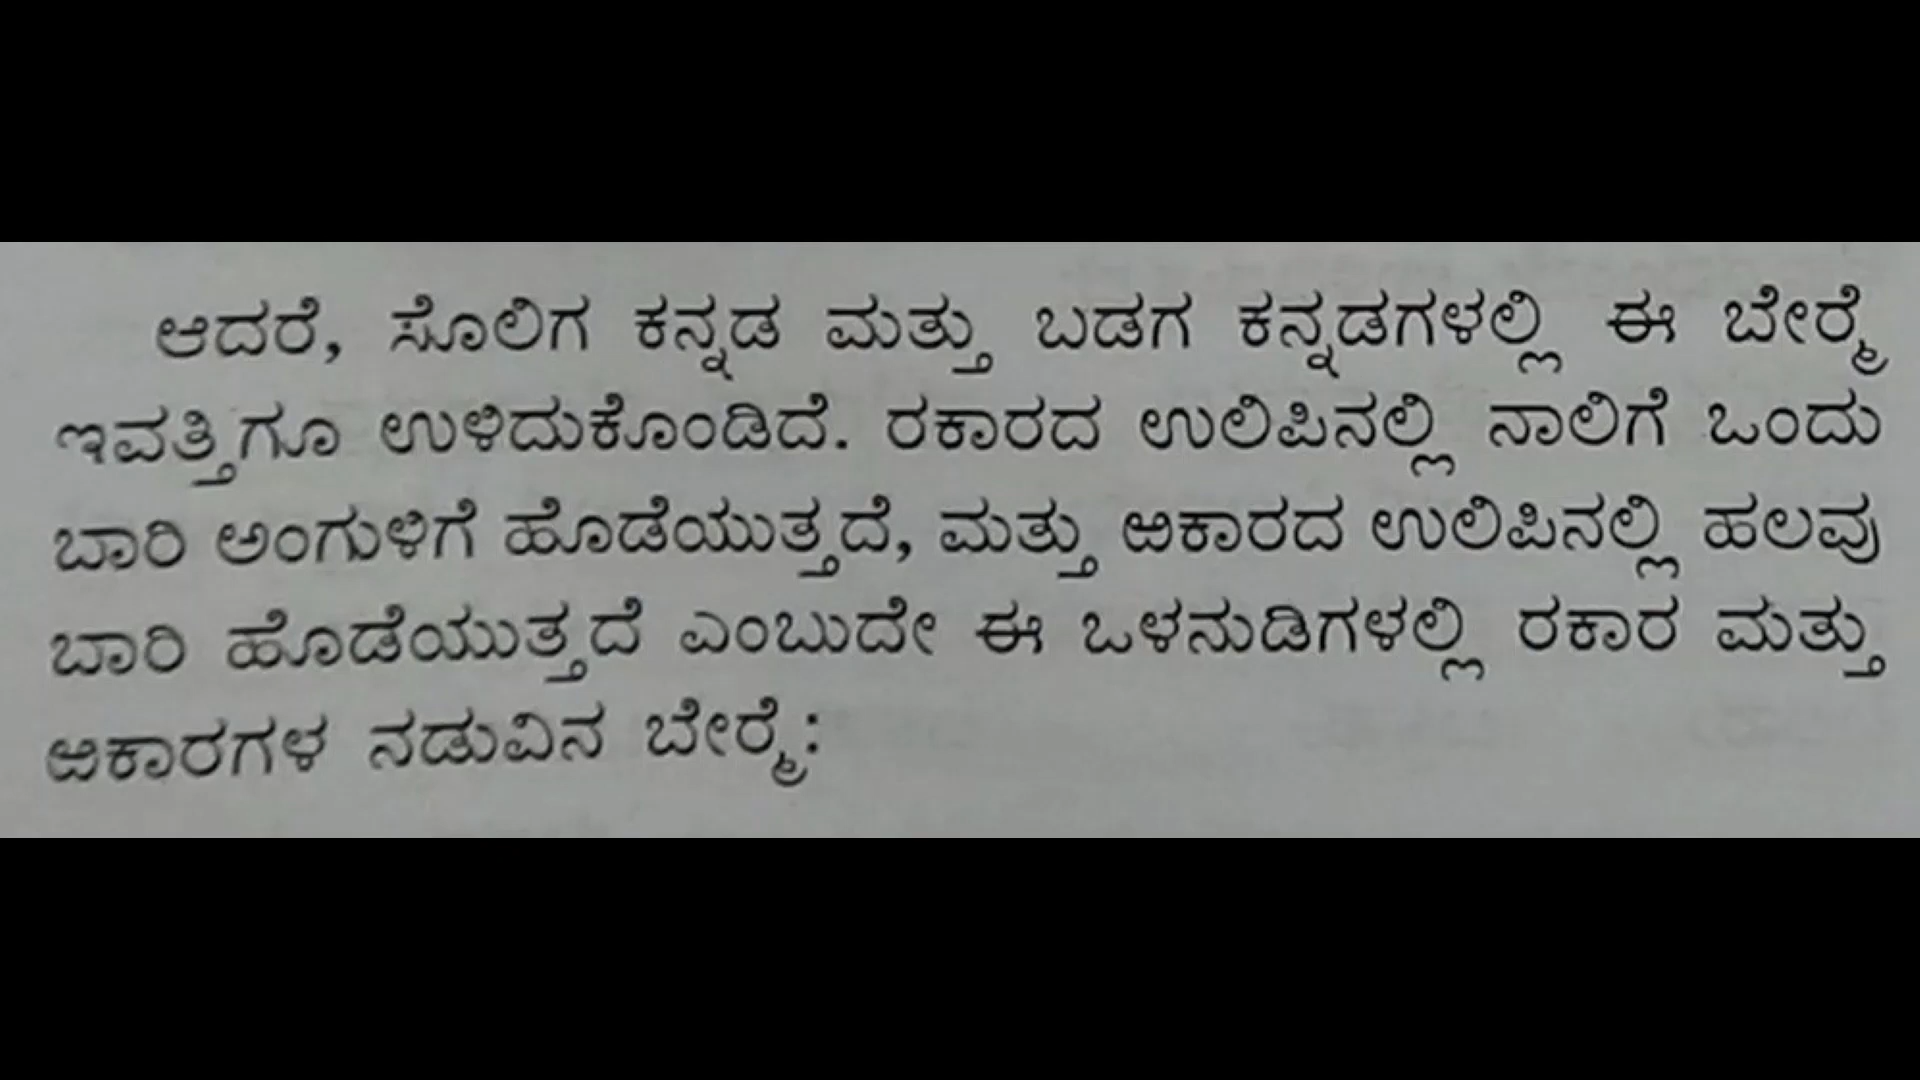 ಆದರೆ, ಸೊಲಿಗ ಕನ್ನಡ ಮತ್ತು ಬಡಗ ಕನ್ನಡಗಳಲ್ಲಿ ಈ ಬೇರ‍್ಮೆ
ಇವತ್ತಿಗೂ ಉಳಿದುಕೊಂಡಿದೆ. ರಕಾರದ ಉಲಿಪಿನಲ್ಲಿ ನಾಲಿಗೆ ಒಂದು
ಬಾರಿ ಅಂಗುಳಿಗೆ ಹೊಡೆಯುತ್ತದೆ, ಮತ್ತು ಱಕಾರದ ಉಲಿಪಿನಲ್ಲಿ ಹಲವು
ಬಾರಿ ಹೊಡೆಯುತ್ತದೆ ಎಂಬುದೇ ಈ ಒಳನುಡಿಗಳಲ್ಲಿ ರಕಾರ ಮತ್ತು
ಱಕಾರಗಳ ನಡುವಿನ ಬೇರ‍್ಮೆ: